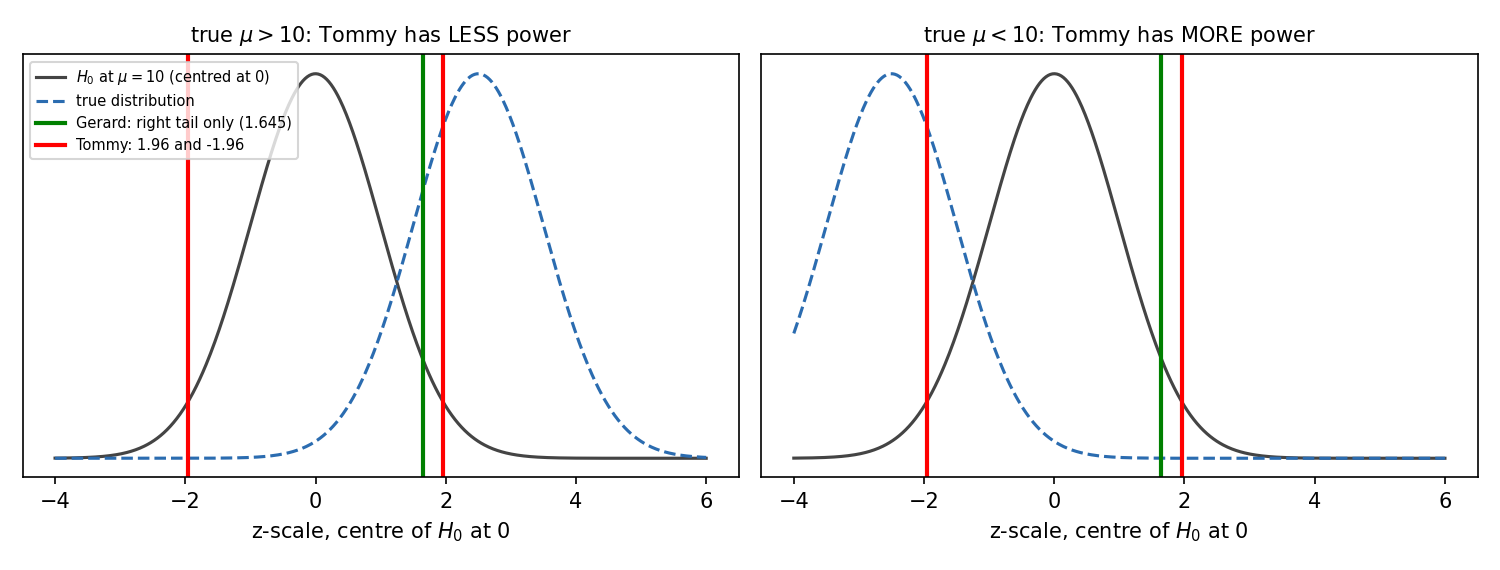 true μ > 10: Tommy has LESS power
H₀ at μ = 10 (centred at 0)
true distribution
Gerard: right tail only (1.645)
Tommy: 1.96 and -1.96
−4 −2 0 2 4 6
z-scale, centre of H₀ at 0
true μ < 10: Tommy has MORE power
−4 −2 0 2 4 6
z-scale, centre of H₀ at 0